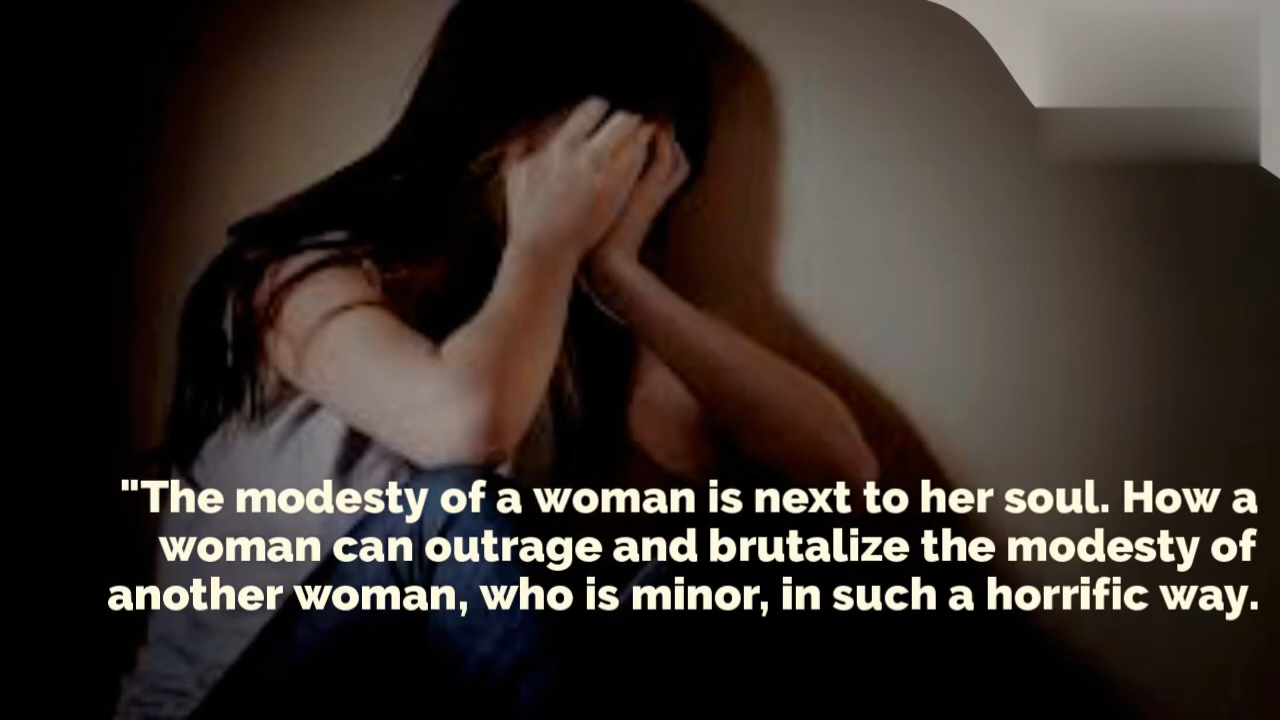 "The modesty of a woman is next to her soul. How a
woman can outrage and brutalize the modesty of
another woman, who is minor, in such a horrific way.